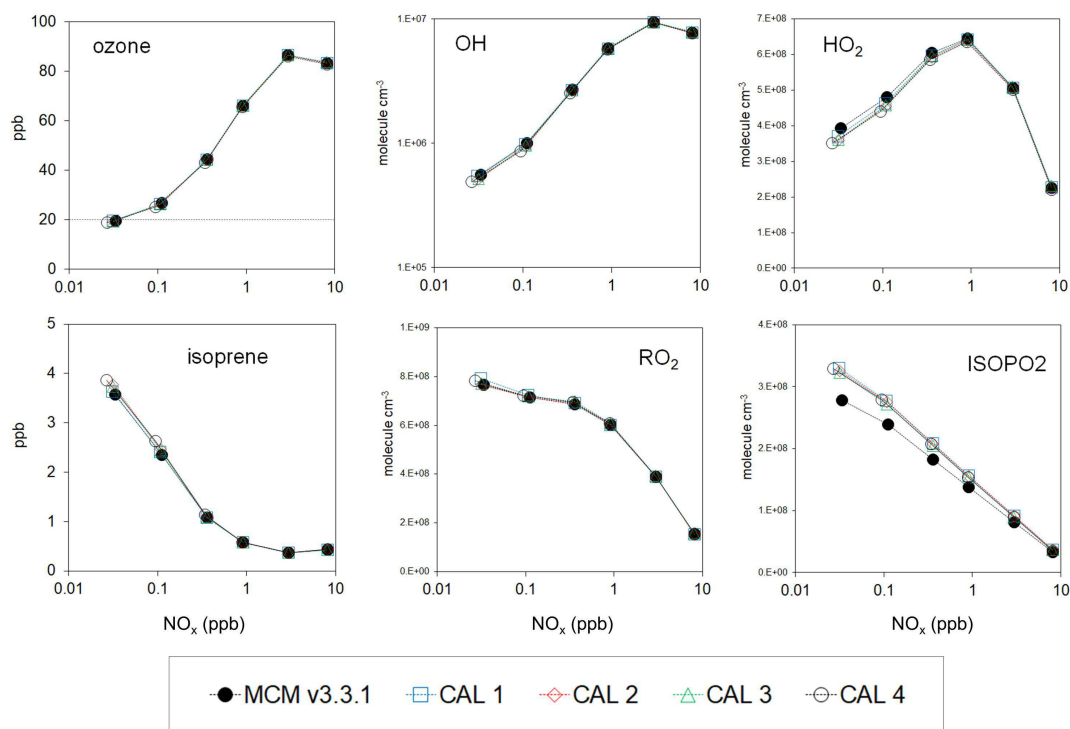 ozone
100
80
60
40
20
0
ppb
0.01 0.1 1 10
OH
1.E+07
1.E+06
1.E+05
molecule cm⁻³
0.01 0.1 1 10
HO₂
7.E+08
6.E+08
5.E+08
4.E+08
3.E+08
2.E+08
1.E+08
0.E+00
molecule cm⁻³
0.01 0.1 1 10
isoprene
5
4
3
2
1
0
ppb
0.01 0.1 1 10
NOₓ (ppb)
RO₂
1.E+09
8.E+08
6.E+08
4.E+08
2.E+08
0.E+00
molecule cm⁻³
0.01 0.1 1 10
NOₓ (ppb)
ISOPO2
4.E+08
3.E+08
2.E+08
1.E+08
0.E+00
molecule cm⁻³
0.01 0.1 1 10
NOₓ (ppb)
MCM v3.3.1 CAL 1 CAL 2 CAL 3 CAL 4